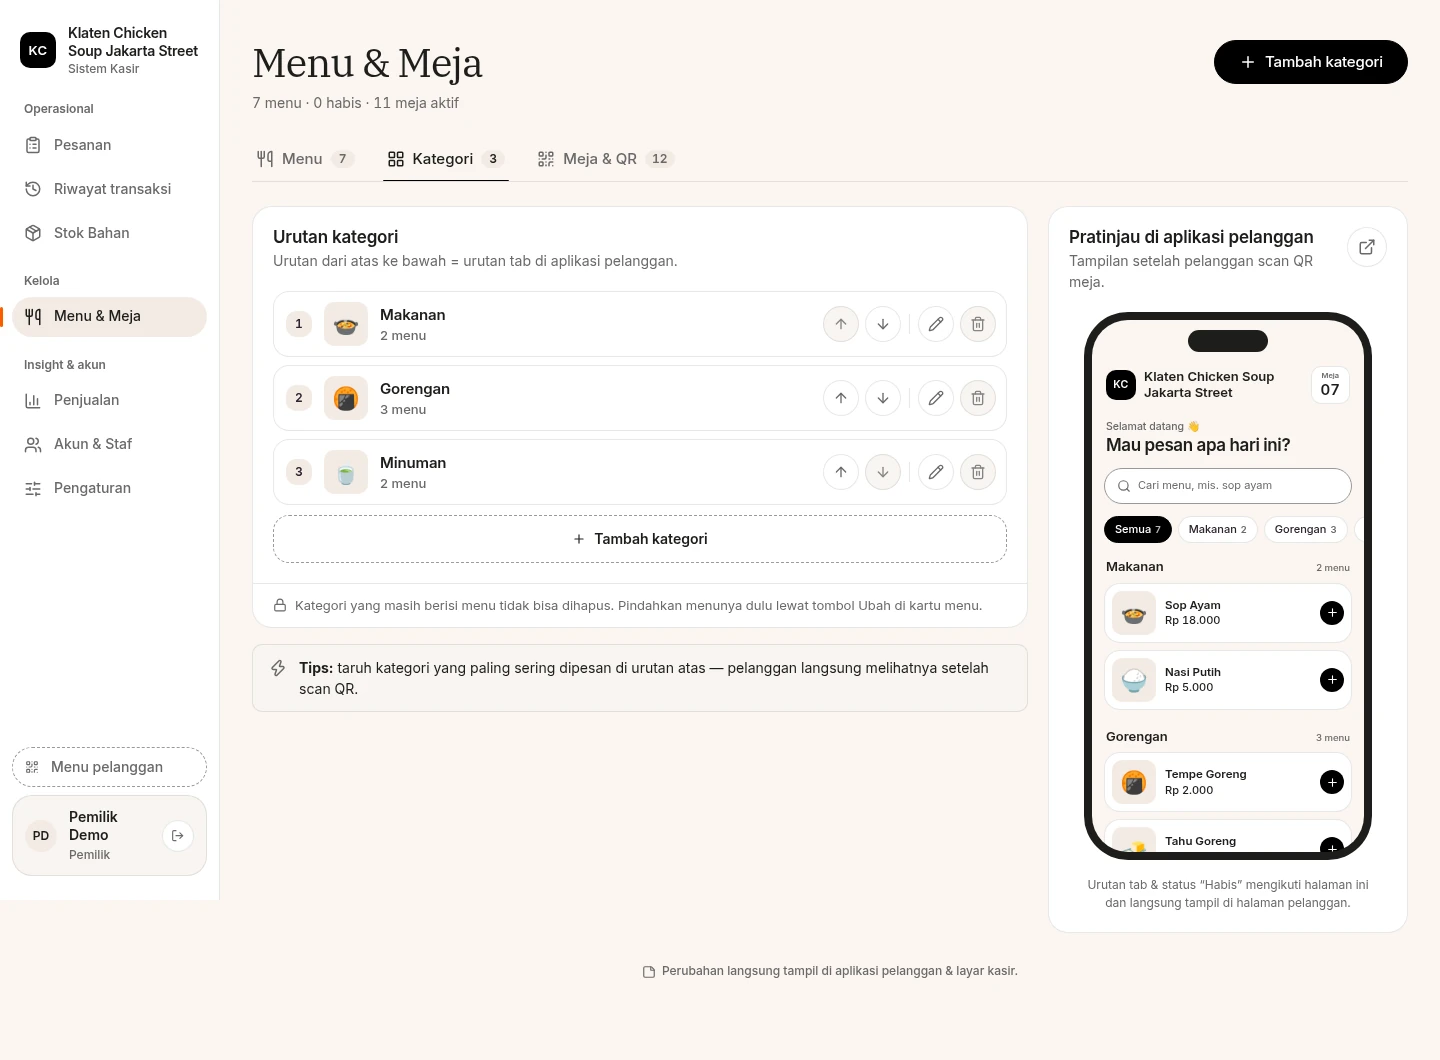 KC
Klaten Chicken
Soup Jakarta Street
Sistem Kasir
Operasional
Pesanan
Riwayat transaksi
Stok Bahan
Kelola
Menu & Meja
Insight & akun
Penjualan
Akun & Staf
Pengaturan
Menu pelanggan
PD
Pemilik
Demo
Pemilik
Menu & Meja
7 menu · 0 habis · 11 meja aktif
Tambah kategori
Menu 7
Kategori 3
Meja & QR 12
Urutan kategori
Urutan dari atas ke bawah = urutan tab di aplikasi pelanggan.
1
Makanan
2 menu
2
Gorengan
3 menu
3
Minuman
2 menu
Tambah kategori
Kategori yang masih berisi menu tidak bisa dihapus. Pindahkan menunya dulu lewat tombol Ubah di kartu menu.
Tips: taruh kategori yang paling sering dipesan di urutan atas — pelanggan langsung melihatnya setelah
scan QR.
Pratinjau di aplikasi pelanggan
Tampilan setelah pelanggan scan QR
meja.
KC
Klaten Chicken Soup
Jakarta Street
Meja
07
Selamat datang 👋
Mau pesan apa hari ini?
Cari menu, mis. sop ayam
Semua 7
Makanan 2
Gorengan 3
Makanan
2 menu
Sop Ayam
Rp 18.000
Nasi Putih
Rp 5.000
Gorengan
3 menu
Tempe Goreng
Rp 2.000
Tahu Goreng
Urutan tab & status “Habis” mengikuti halaman ini
dan langsung tampil di halaman pelanggan.
Perubahan langsung tampil di aplikasi pelanggan & layar kasir.